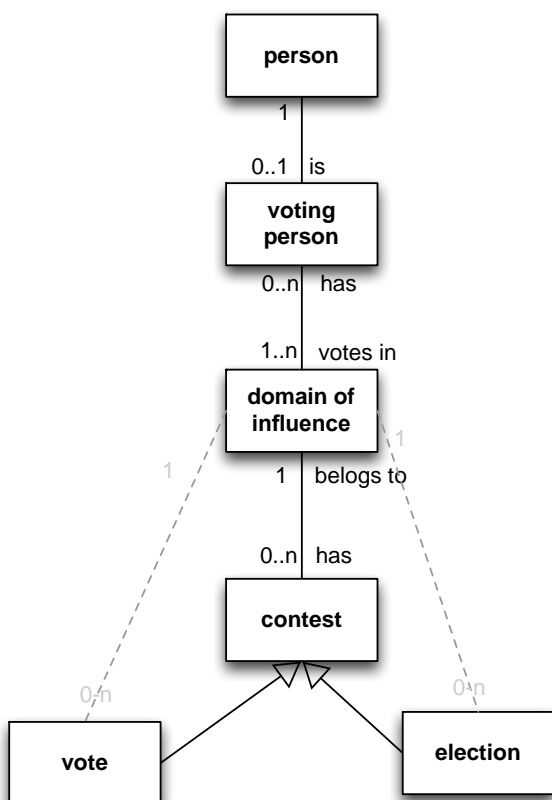 person
1
0..1 is
voting
person
0..n has
1..n votes in
domain of
influence
1
1
1 belogs to
0..n has
contest
0-n
0-n
vote
election